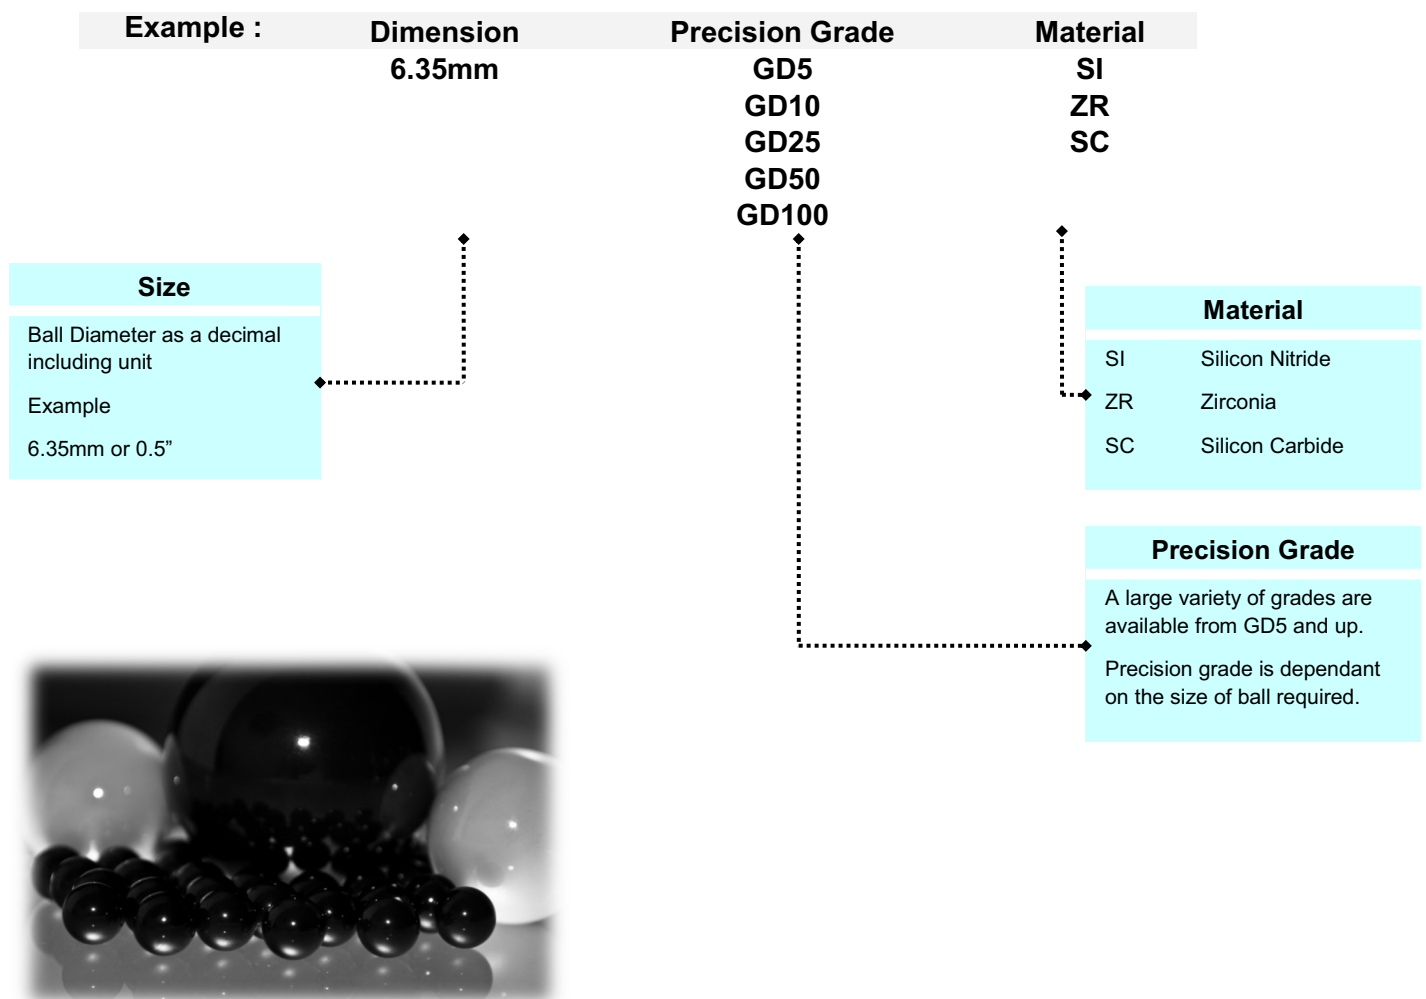 Example : Dimension Precision Grade Material
6.35mm GD5 SI
GD10 ZR
GD25 SC
GD50
GD100
Size
Ball Diameter as a decimal
including unit
Example
6.35mm or 0.5”
Material
SI Silicon Nitride
ZR Zirconia
SC Silicon Carbide
Precision Grade
A large variety of grades are
available from GD5 and up.
Precision grade is dependant
on the size of ball required.